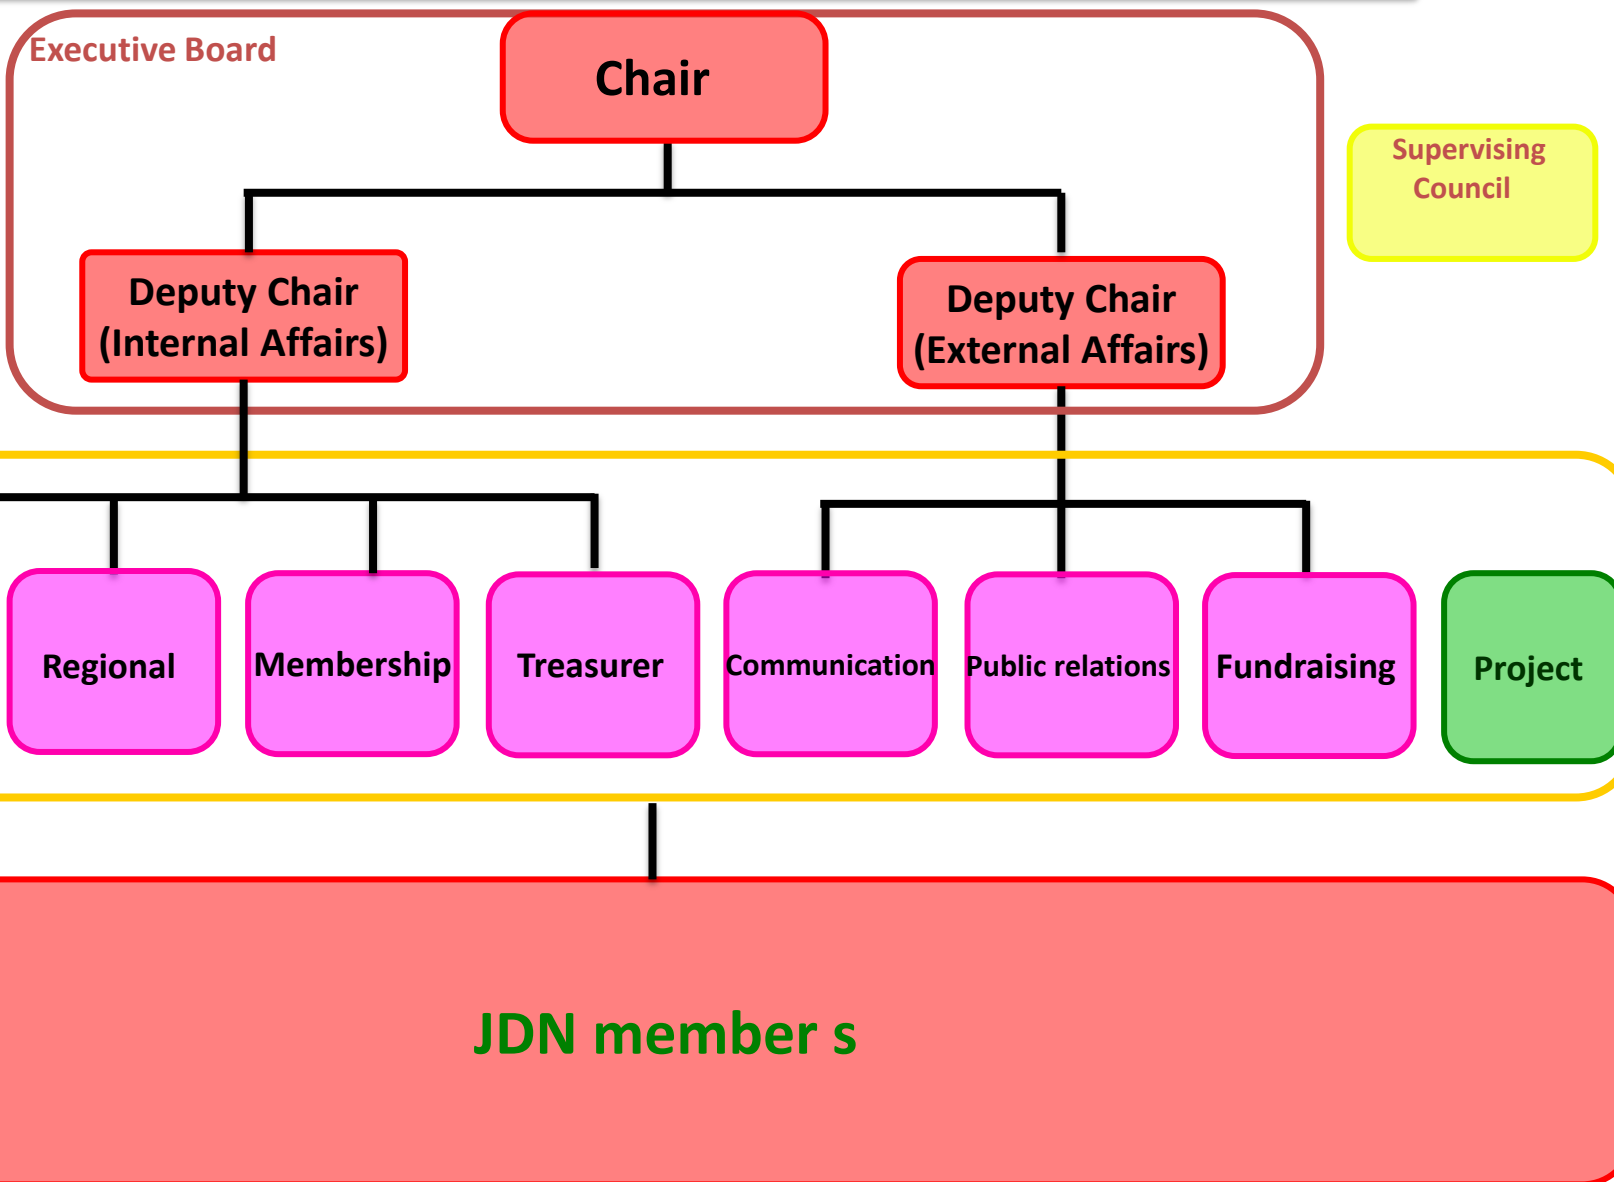 Executive Board
Chair
Supervising
Council
Deputy Chair
(Internal Affairs)
Deputy Chair
(External Affairs)
Regional
Membership
Treasurer
Communication
Public relations
Fundraising
Project
JDN member s